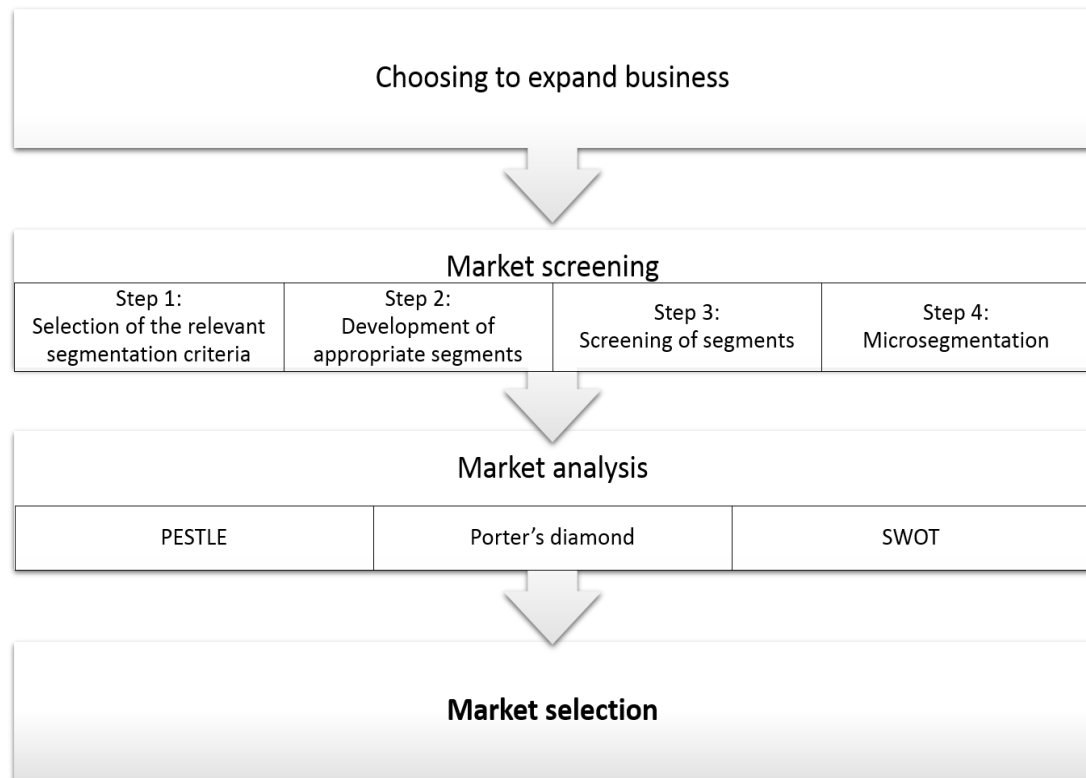 Choosing to expand business
Market screening
Step 1:
Selection of the relevant
segmentation criteria
Step 2:
Development of
appropriate segments
Step 3:
Screening of segments
Step 4:
Microsegmentation
Market analysis
PESTLE
Porter’s diamond
SWOT
Market selection